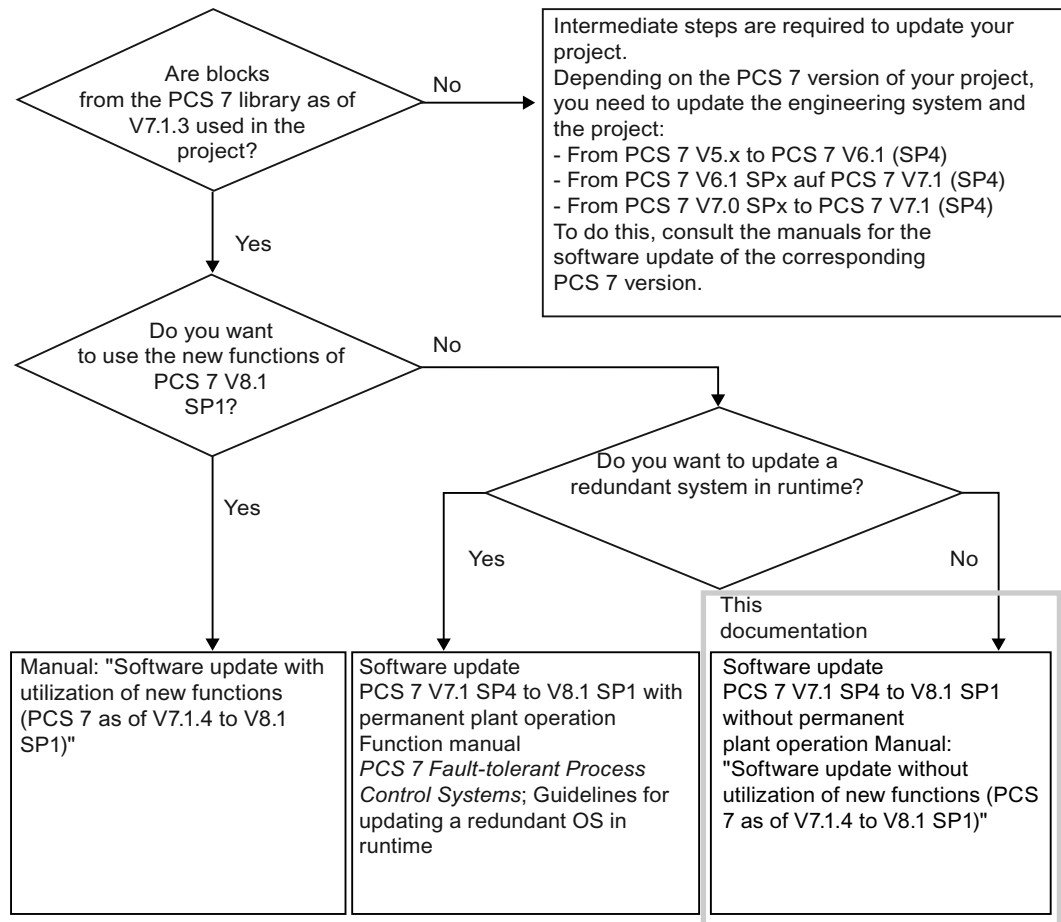 Are blocks
from the PCS 7 library as of
V7.1.3 used in the
project?
No
Intermediate steps are required to update your
project.
Depending on the PCS 7 version of your project,
you need to update the engineering system and
the project:
- From PCS 7 V5.x to PCS 7 V6.1 (SP4)
- From PCS 7 V6.1 SPx auf PCS 7 V7.1 (SP4)
- From PCS 7 V7.0 SPx to PCS 7 V7.1 (SP4)
To do this, consult the manuals for the
software update of the corresponding
PCS 7 version.
Yes
Do you want
to use the new functions of
PCS 7 V8.1
SP1?
No
Do you want to update a
redundant system in runtime?
Yes
Yes
No
This
documentation
Manual: "Software update with
utilization of new functions
(PCS 7 as of V7.1.4 to V8.1
SP1)"
Software update
PCS 7 V7.1 SP4 to V8.1 SP1 with
permanent plant operation
Function manual
PCS 7 Fault-tolerant Process
Control Systems; Guidelines for
updating a redundant OS in
runtime
Software update
PCS 7 V7.1 SP4 to V8.1 SP1
without permanent
plant operation Manual:
"Software update without
utilization of new functions (PCS
7 as of V7.1.4 to V8.1 SP1)"